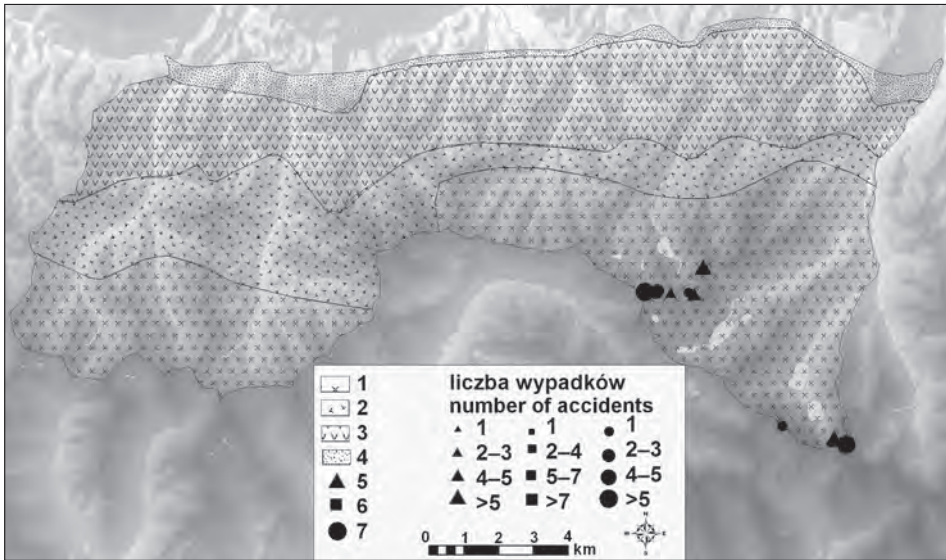 1
2
3
4
5
6
7
liczba wypadków
number of accidents
1 1 1
2–3 2–4 2–3
4–5 5–7 4–5
>5 >7 >5
0 1 2 3 4
km